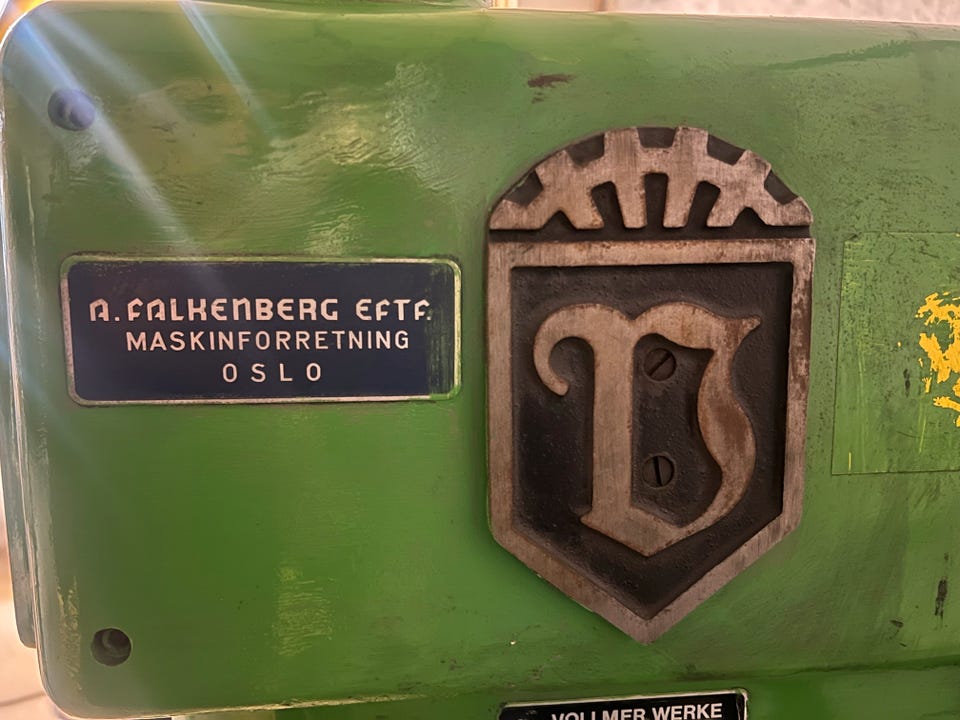 A. FALKENBERG EFTF.
MASKINFORRETNING
OSLO
V
VOLLMER WERKE